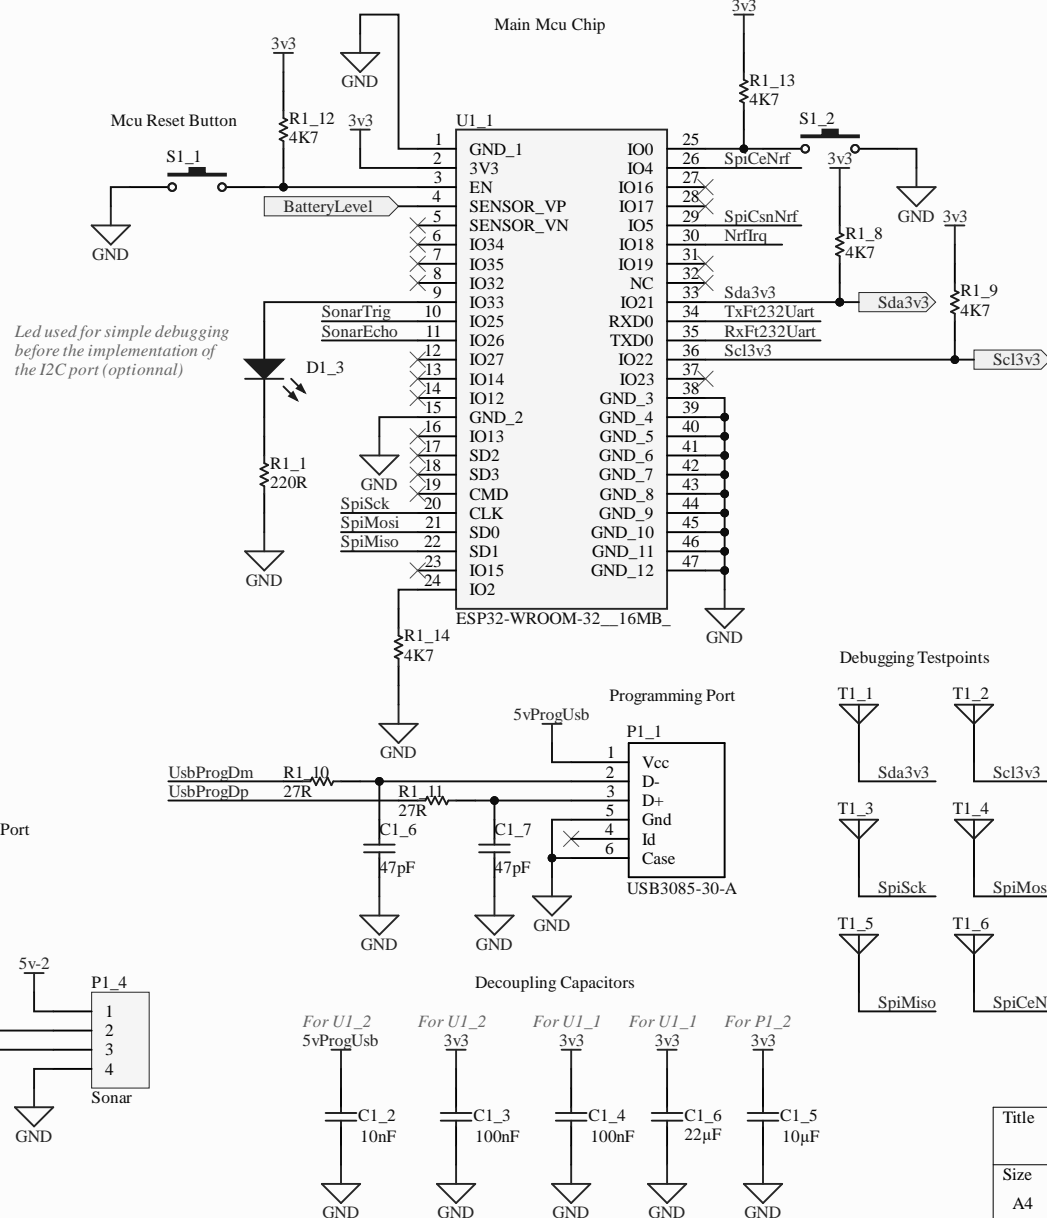 Main Mcu Chip
3v3
3v3
GND
R1_13
4K7
Mcu Reset Button
R1_12
4K7
3v3
U1_1
S1_2
S1_1
1
GND_1
IO0
25
2
3V3
IO4
26
SpiCeNrf
3v3
3
EN
IO16
27
BatteryLevel
4
SENSOR_VP
IO17
28
GND
3v3
5
SENSOR_VN
IO5
29
SpiCsnNrf
R1_8
4K7
GND
6
IO34
IO18
30
NrfIrq
7
IO35
IO19
31
8
IO32
NC
32
R1_9
4K7
9
IO33
IO21
33
Sda3v3
Sda3v3
SonarTrig
10
IO25
RXD0
34
TxFt232Uart
SonarEcho
11
IO26
TXD0
35
RxFt232Uart
12
IO27
IO22
36
Scl3v3
Scl3v3
Led used for simple debugging
before the implementation of
the I2C port (optionnal)
D1_3
13
IO14
IO23
37
14
IO12
GND_3
38
15
GND_2
GND_4
39
16
IO13
GND_5
40
17
SD2
GND_6
41
R1_1
220R
GND
18
SD3
GND_7
42
19
CMD
GND_8
43
SpiSck
20
CLK
GND_9
44
SpiMosi
21
SD0
GND_10
45
SpiMiso
22
SD1
GND_11
46
GND
23
IO15
GND_12
47
24
IO2
ESP32-WROOM-32__16MB_
GND
R1_14
4K7
GND
Debugging Testpoints
T1_1
T1_2
Sda3v3
Scl3v3
T1_3
T1_4
SpiSck
SpiMos
T1_5
T1_6
SpiMiso
SpiCeN
Programming Port
5vProgUsb
P1_1
1
Vcc
UsbProgDm
R1_10
27R
2
D-
UsbProgDp
R1_11
27R
3
D+
5
Gnd
4
Id
6
Case
USB3085-30-A
C1_6
47pF
C1_7
47pF
GND
GND
GND
Port
5v-2
P1_4
1
2
3
4
Sonar
GND
Decoupling Capacitors
For U1_2
For U1_2
For U1_1
For U1_1
For P1_2
5vProgUsb
3v3
3v3
3v3
3v3
C1_2
10nF
C1_3
100nF
C1_4
100nF
C1_6
22µF
C1_5
10µF
GND
GND
GND
GND
GND
Title
Size
A4